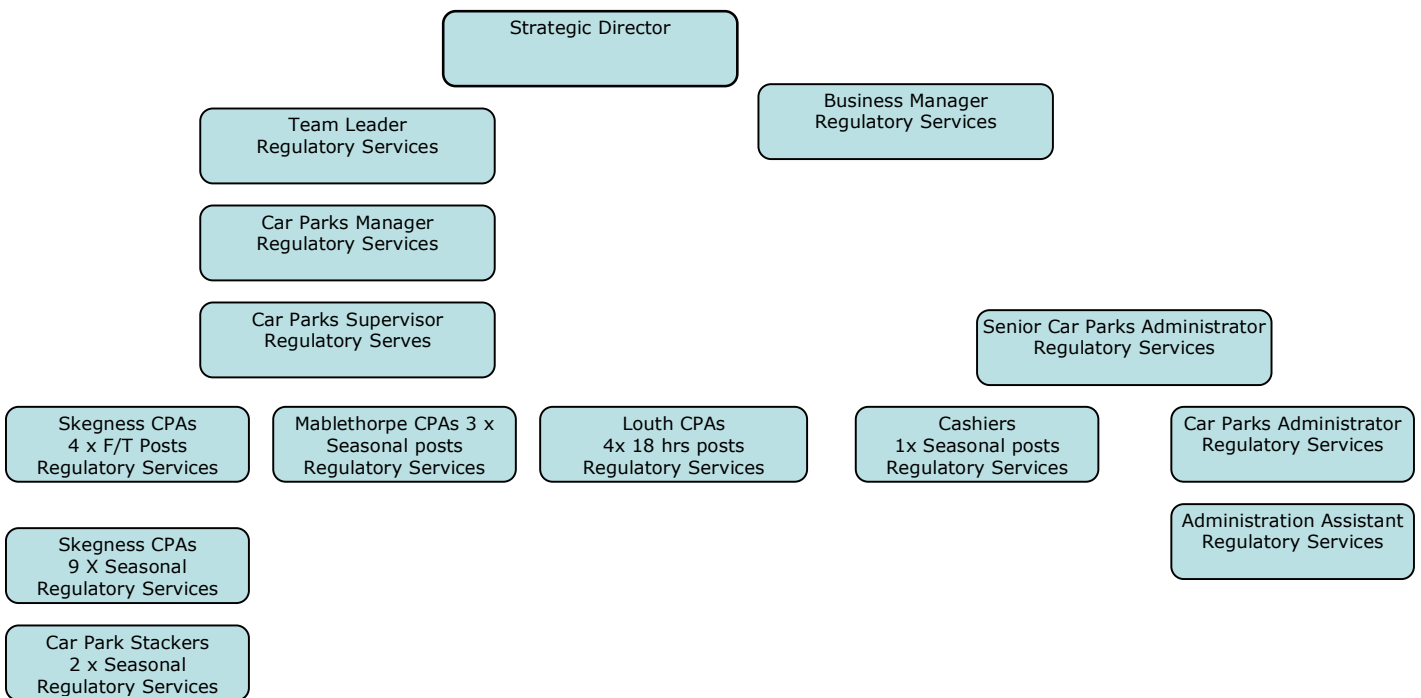 Strategic Director
Business Manager
Regulatory Services
Team Leader
Regulatory Services
Car Parks Manager
Regulatory Services
Car Parks Supervisor
Regulatory Serves
Senior Car Parks Administrator
Regulatory Services
Skegness CPAs
4 x F/T Posts
Regulatory Services
Mablethorpe CPAs 3 x
Seasonal posts
Regulatory Services
Louth CPAs
4x 18 hrs posts
Regulatory Services
Cashiers
1x Seasonal posts
Regulatory Services
Car Parks Administrator
Regulatory Services
Administration Assistant
Regulatory Services
Skegness CPAs
9 X Seasonal
Regulatory Services
Car Park Stackers
2 x Seasonal
Regulatory Services